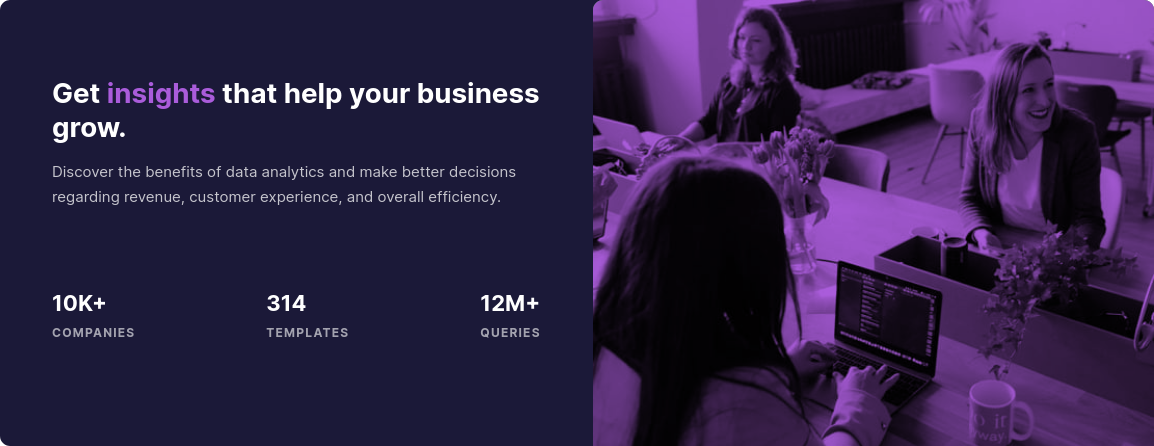 Get insights that help your business
grow.
Discover the benefits of data analytics and make better decisions
regarding revenue, customer experience, and overall efficiency.
10K+ 314 12M+
COMPANIES TEMPLATES QUERIES